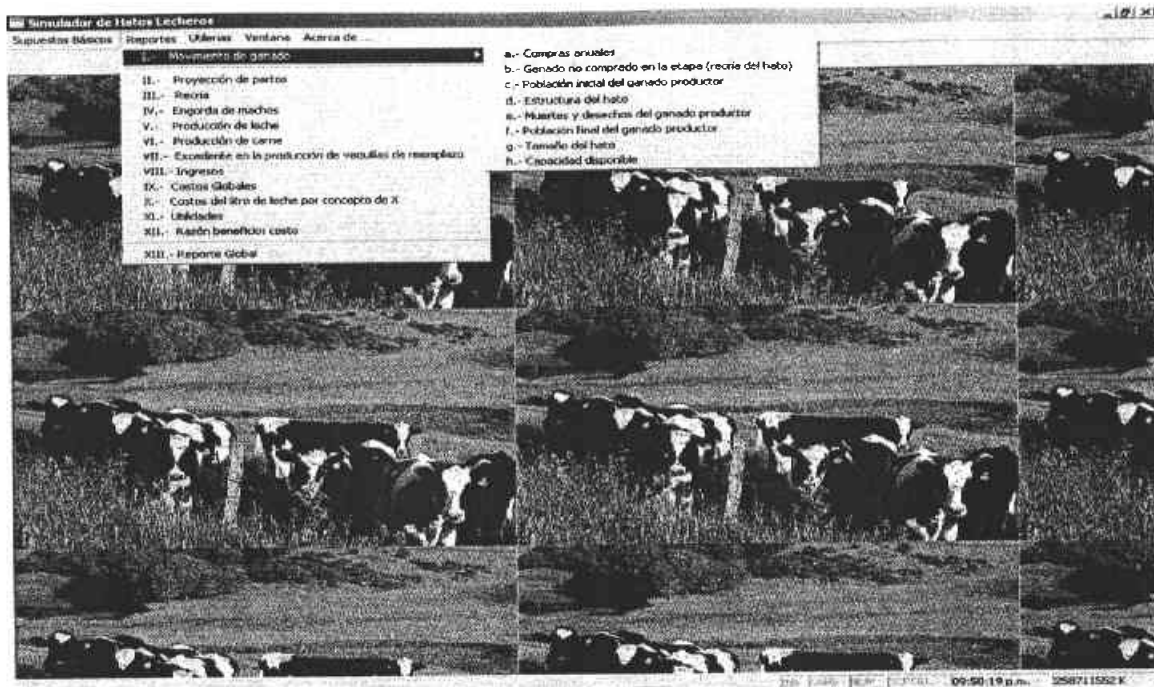 Simulador de Hatos Lecheros
Supuestos Básicos Reportes Utilerias Ventana Acerca de ...
I.- Movimiento de ganado
II.- Proyección de partos
III.- Recria
IV.- Engorda de machos
V.- Producción de leche
VI.- Producción de carne
VII.- Excedente en la producción de vaquillas de reemplazo
VIII.- Ingresos
IX.- Costos Globales
X.- Costos del litro de leche por concepto de X
XI.- Utilidades
XII.- Razón beneficios costo
XIII.- Reporte Global
a.- Compras anuales
b.- Ganado no comprado en la etapa (recria del hato)
c.- Población inicial del ganado productor
d.- Estructura del hato
e.- Muertes y desechos del ganado productor
f.- Población final del ganado productor
g.- Tamaño del hato
h.- Capacidad disponible
09:50:19 p.m. 258711552 K